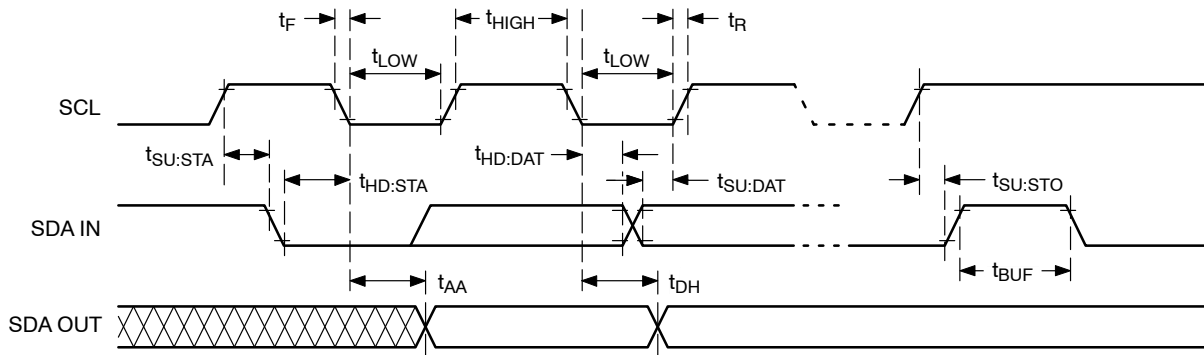 tF
tHIGH
tR
tLOW
tLOW
SCL
tSU:STA
tHD:DAT
tHD:STA
tSU:DAT
tSU:STO
SDA IN
tAA
tDH
tBUF
SDA OUT